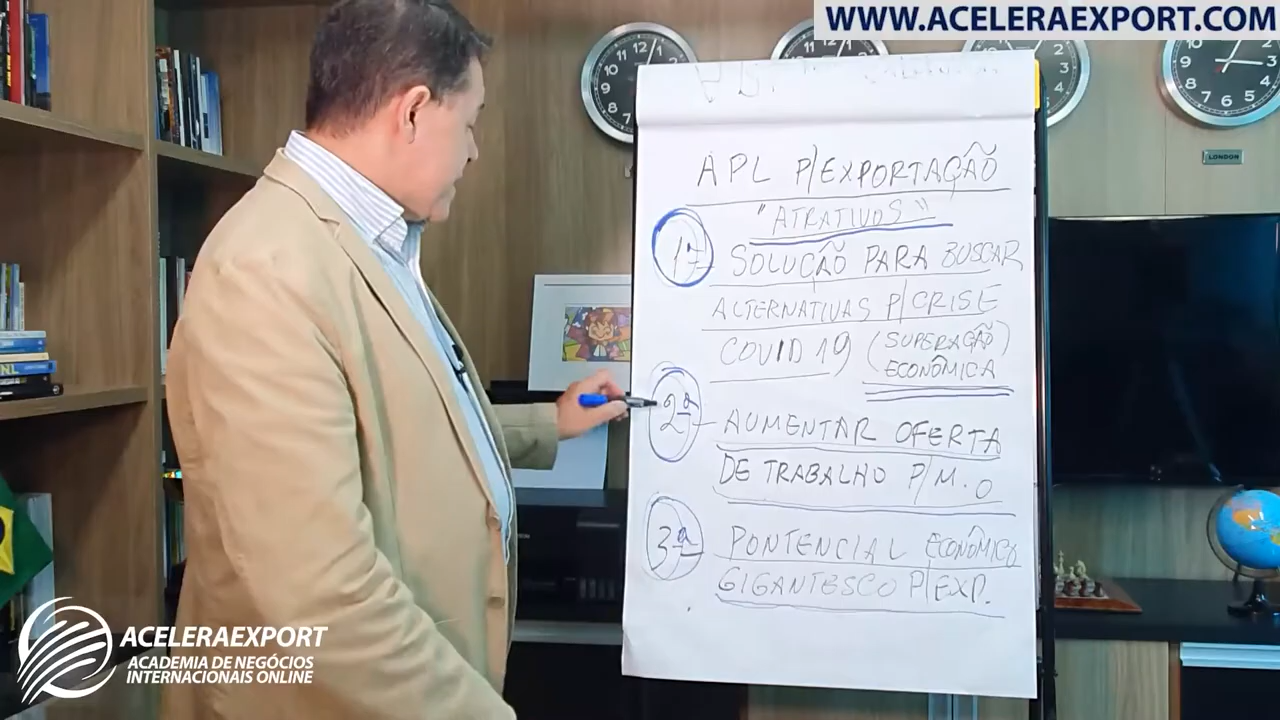 WWW.ACELERAEXPORT.COM
APL P/EXPORTAÇÃO
"ATRATIVOS"
1ª SOLUÇÃO PARA BUSCAR
ALTERNATIVAS P/CRISE
COVID 19 (SUPERAÇÃO
ECONÔMICA)
2ª AUMENTAR OFERTA
DE TRABALHO P/M.O
3ª PONTENCIAL ECONÔMICO
GIGANTESCO P/EXP.
LONDON
ACELERAEXPORT
ACADEMIA DE NEGÓCIOS
INTERNACIONAIS ONLINE